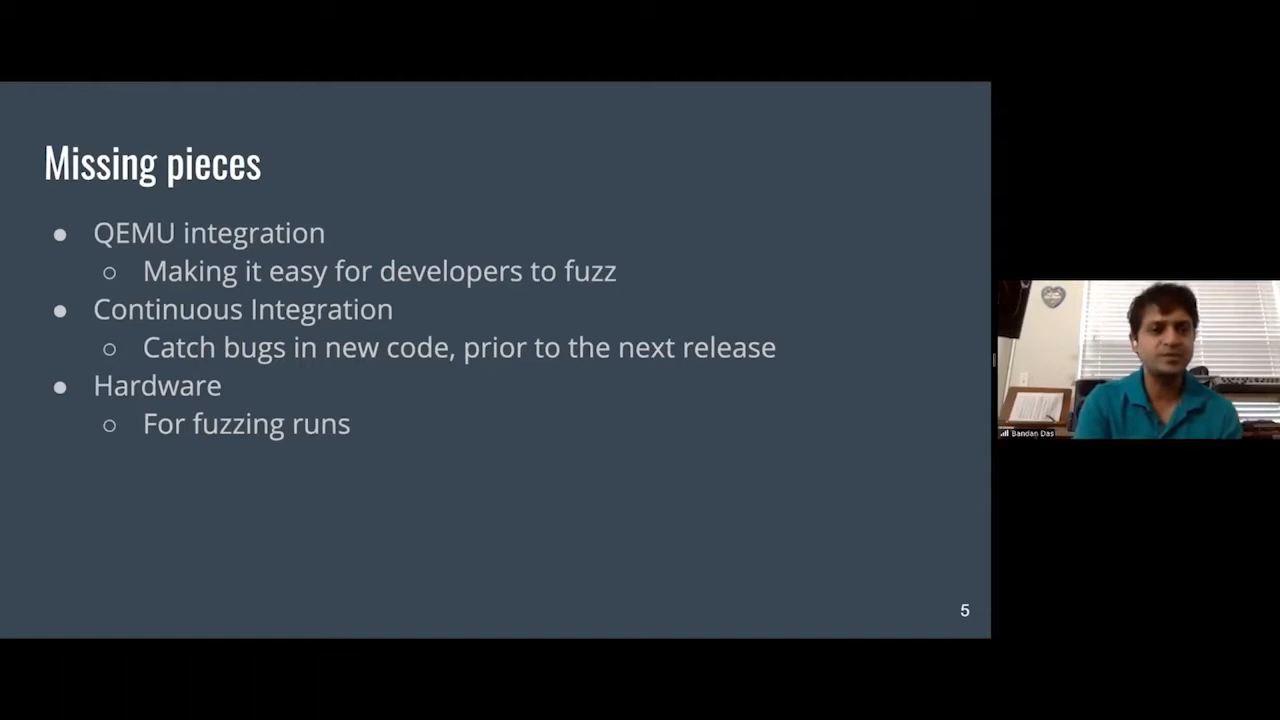 Missing pieces
● QEMU integration
○ Making it easy for developers to fuzz
● Continuous Integration
○ Catch bugs in new code, prior to the next release
● Hardware
○ For fuzzing runs
5
Bandan Das